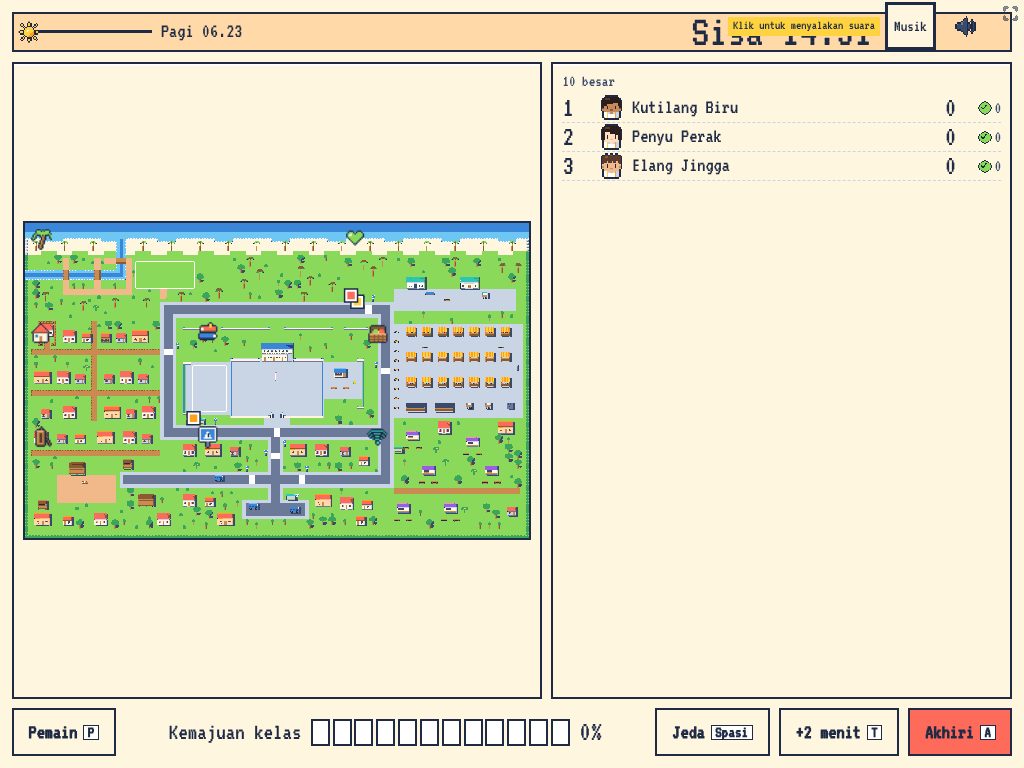 Pagi 06.23
Klik untuk menyalakan suara
Musik
10 besar
1 Kutilang Biru 0 0
2 Penyu Perak 0 0
3 Elang Jingga 0 0
Pemain P
Kemajuan kelas 0%
Jeda Spasi
+2 menit T
Akhiri A